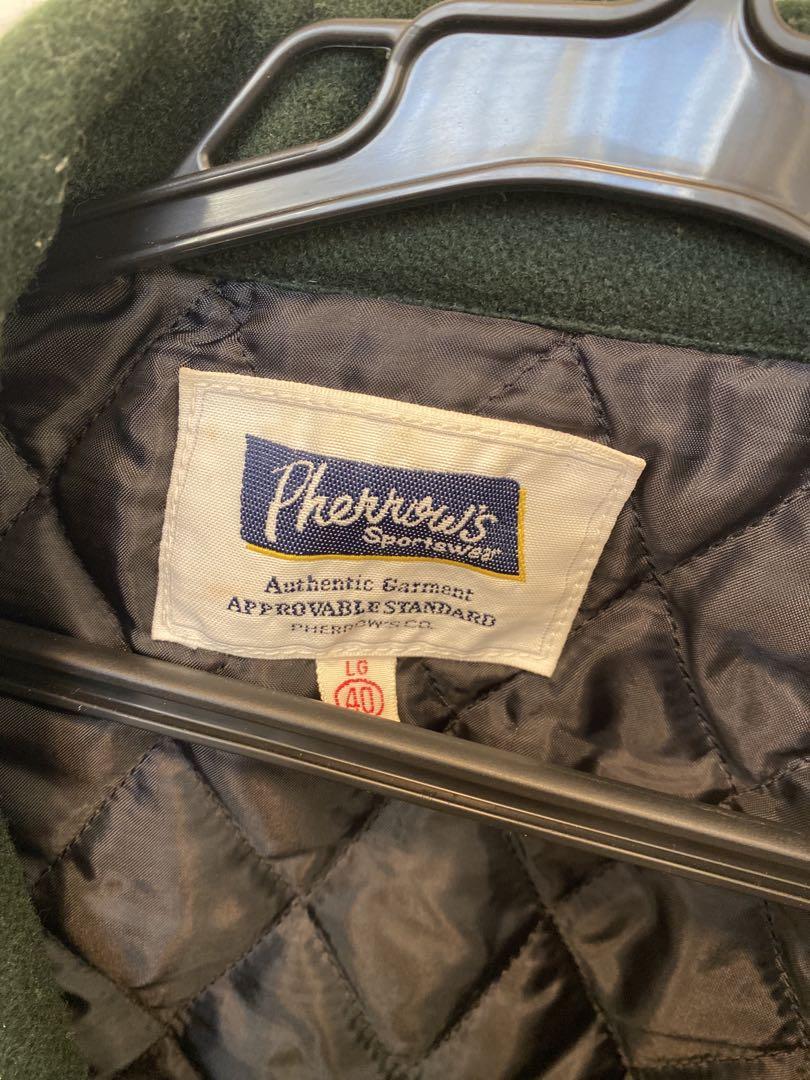 Pherrow's
Sportswear
Authentic Garment
APPROVABLE STANDARD
PHERROW'S CO.
LG
40